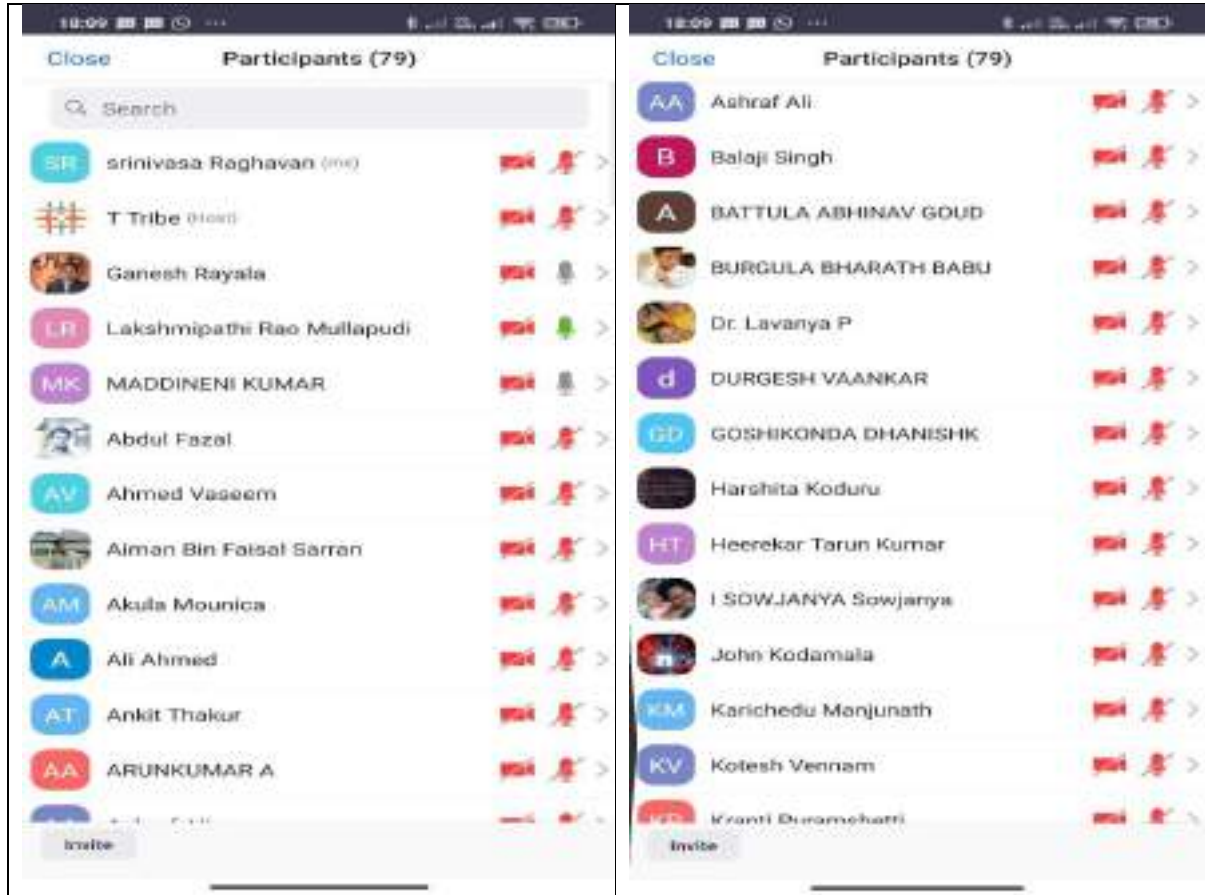 18:09
Close Participants (79)
Search
SR srinivasa Raghavan (me)
T Tribe (Host)
Ganesh Rayala
LR Lakshmipathi Rao Mullapudi
MK MADDINENI KUMAR
Abdul Fazal
AV Ahmed Vaseem
Aiman Bin Faisal Sarran
AM Akula Mounica
A Ali Ahmed
AT Ankit Thakur
AA ARUNKUMAR A
Invite
18:09
Close Participants (79)
AA Ashraf Ali
B Balaji Singh
A BATTULA ABHINAV GOUD
BURGULA BHARATH BABU
Dr. Lavanya P
d DURGESH VAANKAR
GD GOSHIKONDA DHANISHK
Harshita Koduru
HT Heerekar Tarun Kumar
I SOWJANYA Sowjanya
John Kodamala
KM Karichedu Manjunath
KV Kotesh Vennam
Kranti
Invite